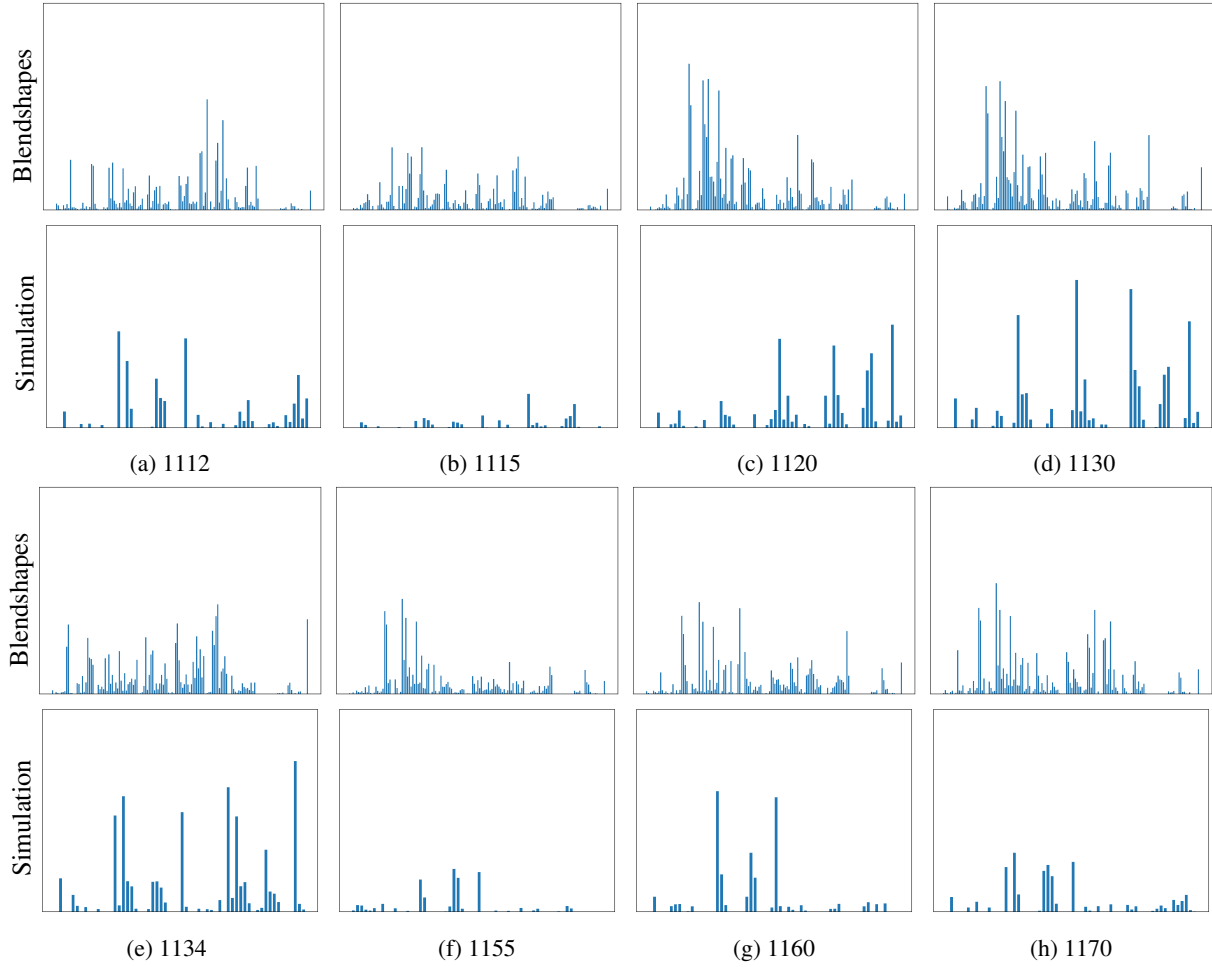 Blendshapes
Simulation
(a) 1112
(b) 1115
(c) 1120
(d) 1130
Blendshapes
Simulation
(e) 1134
(f) 1155
(g) 1160
(h) 1170